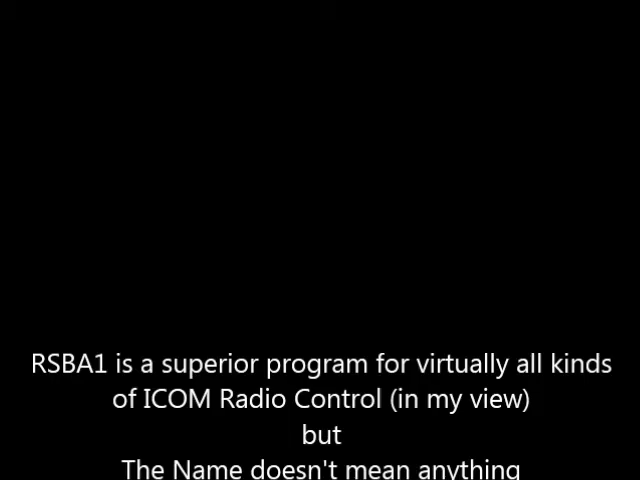 RSBA1 is a superior program for virtually all kinds
of ICOM Radio Control (in my view)
but
The Name doesn't mean anything